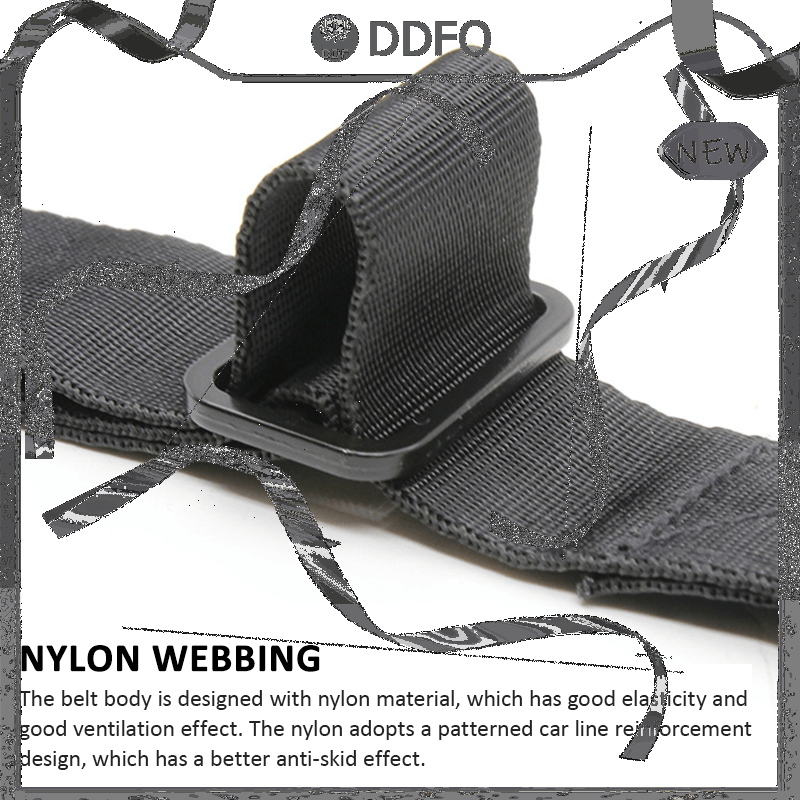 DDFO
NEW
NYLON WEBBING
The belt body is designed with nylon material, which has good elasticity and
good ventilation effect. The nylon adopts a patterned car line reinforcement
design, which has a better anti-skid effect.